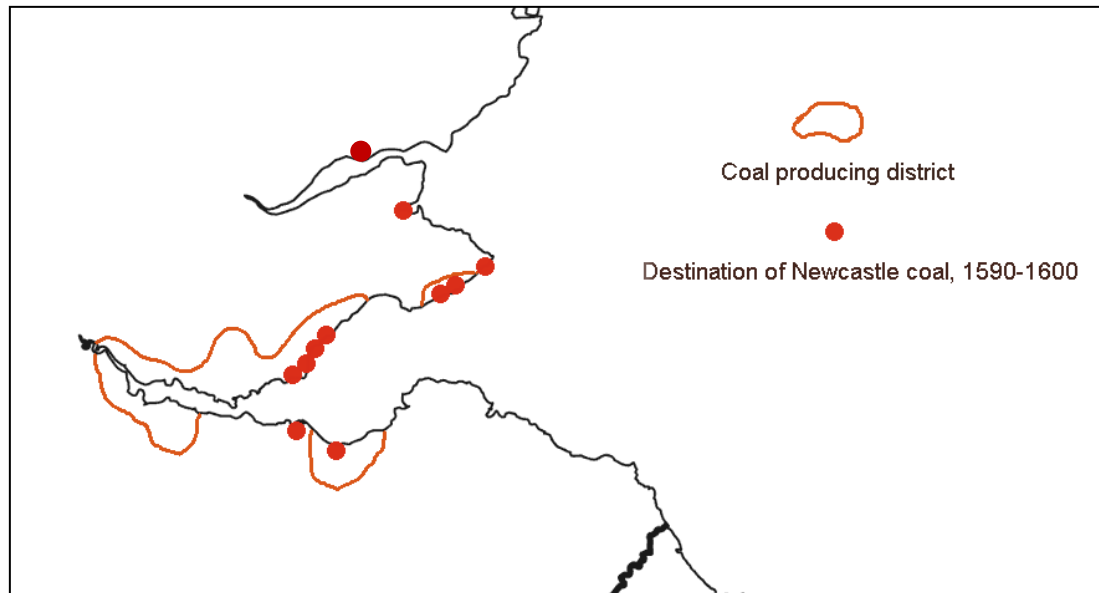 Coal producing district
Destination of Newcastle coal, 1590-1600